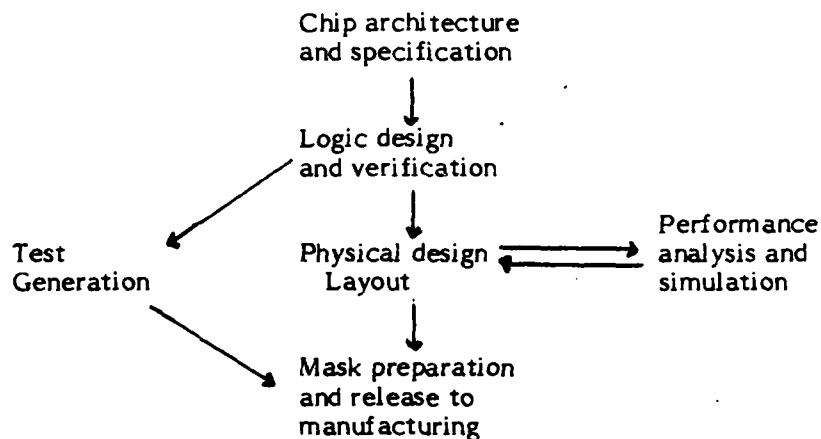 Chip architecture
and specification
Logic design
and verification
Test
Generation
Physical design
Layout
Performance
analysis and
simulation
Mask preparation
and release to
manufacturing